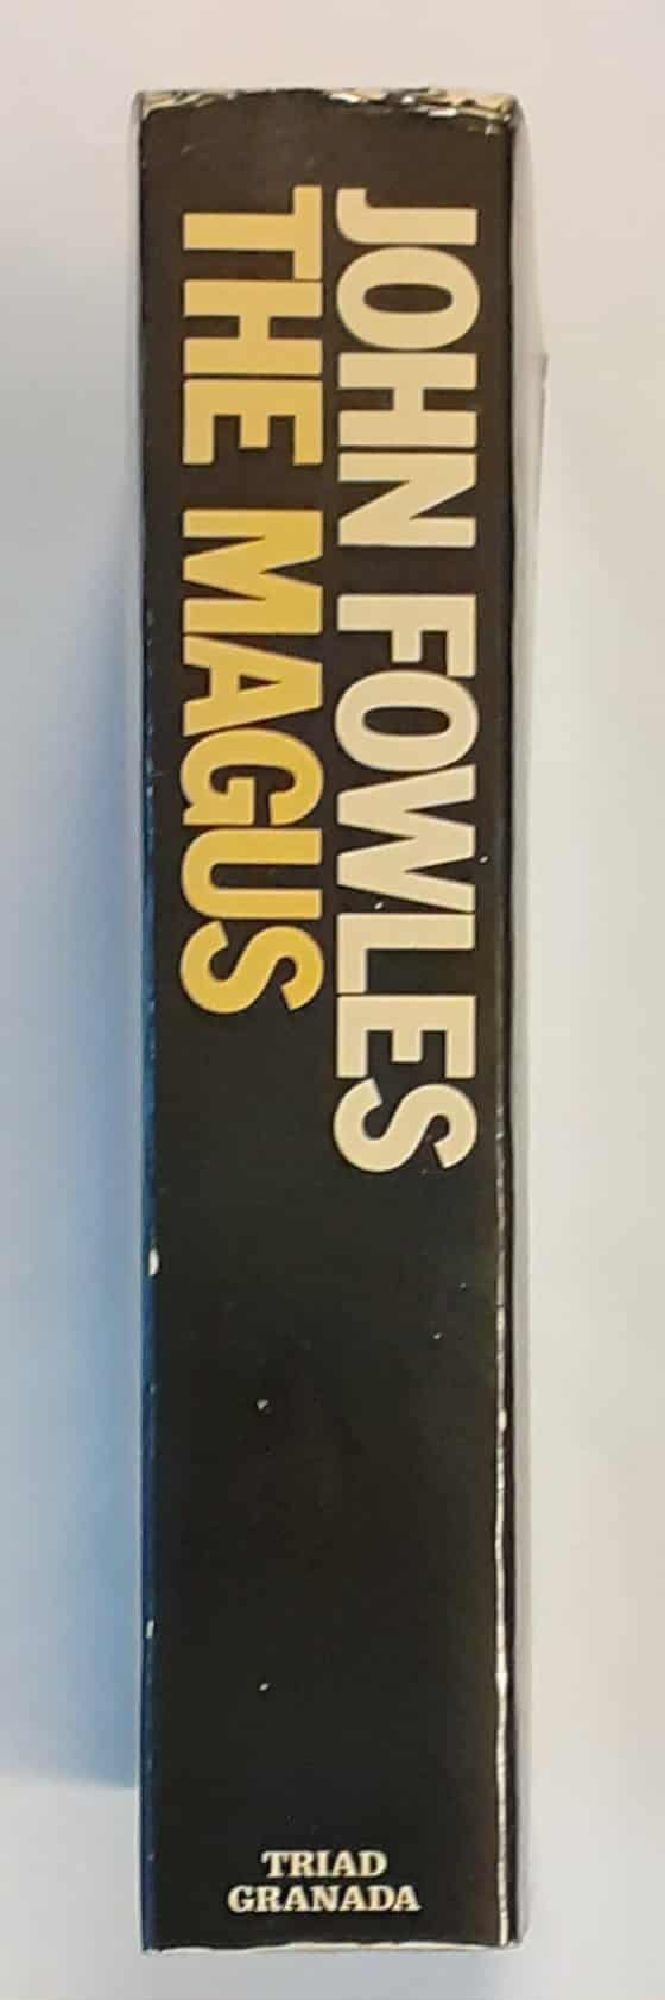 JOHN FOWLES
THE MAGUS
TRIAD
GRANADA